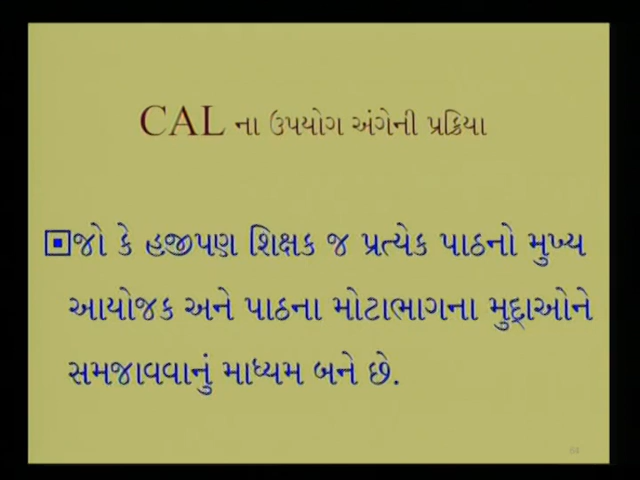 CAL ના ઉપયોગ અંગેની પ્રક્રિયા
જો કે હજીપણ શિક્ષક જ પ્રત્યેક પાઠનો મુખ્ય
આયોજક અને પાઠના મોટાભાગના મુદ્દાઓને
સમજાવવાનું માધ્યમ બને છે.